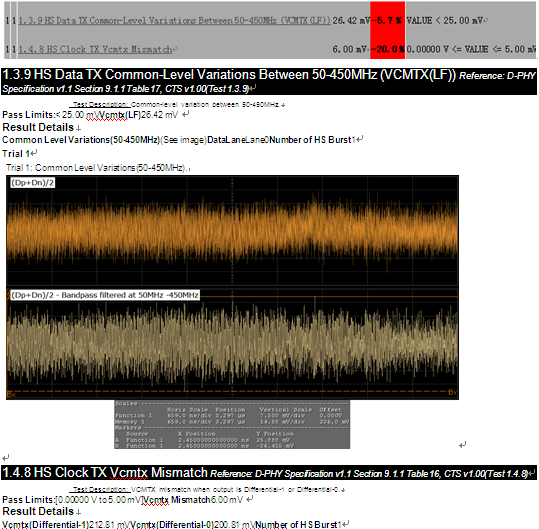 1 1 1.3.9 HS Data TX Common-Level Variations Between 50-450MHz (VCMTX(LF)) 26.42 mV -5.7 % VALUE < 25.00 mV
1 1 1.4.8 HS Clock TX Vcmtx Mismatch 6.00 mV -20.0 % 0.00000 V <= VALUE <= 5.00 mV
1.3.9 HS Data TX Common-Level Variations Between 50-450MHz (VCMTX(LF)) Reference: D-PHY
Specification v1.1 Section 9.1.1 Table 17, CTS v1.00(Test 1.3.9)
Test Description: Common-level variation between 50-450MHz.
Pass Limits:< 25.00 mVVcmtx(LF)26.42 mV
Result Details
Common Level Variations(50-450MHz)(See image)DataLaneLane0Number of HS Burst1
Trial 1
Trial 1: Common Level Variations(50-450MHz).
(Dp+Dn)/2
(Dp+Dn)/2 - Bandpass filtered at 50MHz -450MHz
Scales
Horiz Scale Position Vertical Scale Offset
Function 1 659.0 ns/div 3.297 µs 7.500 mV/div 0.000V
Memory 1 659.0 ns/div 3.297 µs 14.80 mV/div 206.0 mV
Markers
Source X Position Y Position
A Function 1 2.45000000000000 ns 25.888 mV
B Function 1 2.45000000000000 ns -26.415 mV
1.4.8 HS Clock TX Vcmtx Mismatch Reference: D-PHY Specification v1.1 Section 9.1.1 Table 16, CTS v1.00(Test 1.4.8)
Test Description: VCMTX mismatch when output is Differential-1 or Differential-0.
Pass Limits:[0.00000 V to 5.00 mV]Vcmtx Mismatch6.00 mV
Result Details
Vcmtx(Differential-1)212.81 mVVcmtx(Differential-0)200.81 mVNumber of HS Burst1